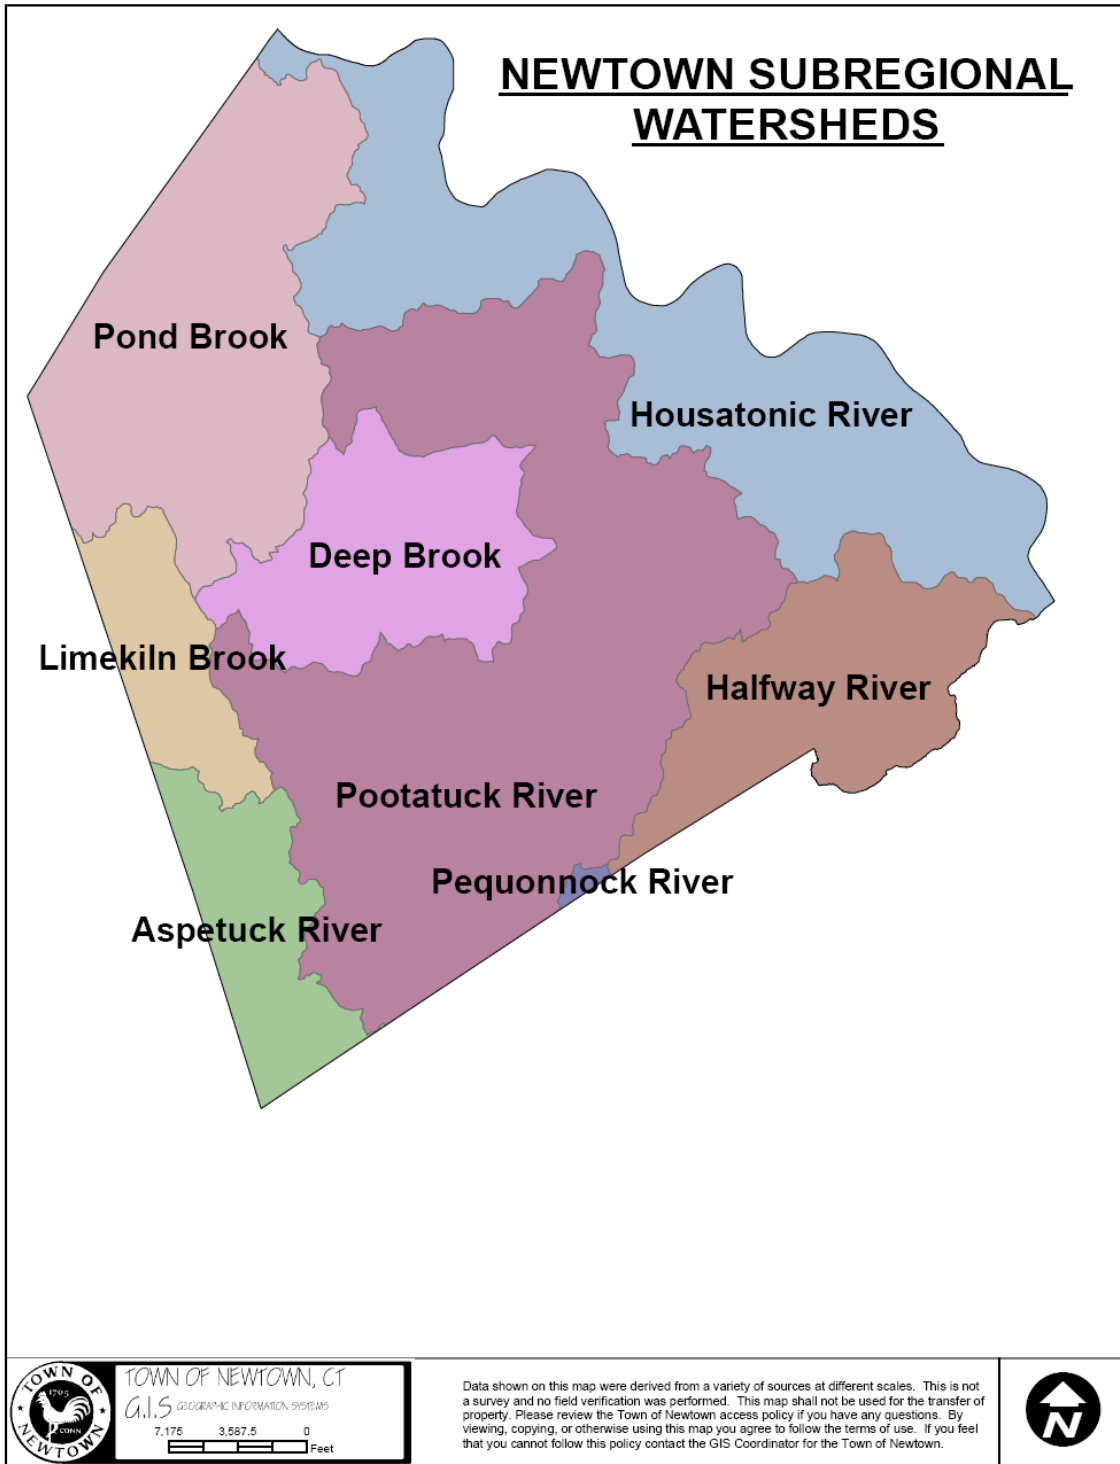 NEWTOWN SUBREGIONAL
WATERSHEDS
Pond Brook
Housatonic River
Deep Brook
Limekiln Brook
Halfway River
Pootatuck River
Pequonnock River
Aspetuck River
TOWN OF
1705
CONN
NEWTOWN
TOWN OF NEWTOWN, CT
G.I.S GEOGRAPHIC INFORMATION SYSTEMS
7,175 3,587.5 0
Feet
Data shown on this map were derived from a variety of sources at different scales. This is not
a survey and no field verification was performed. This map shall not be used for the transfer of
property. Please review the Town of Newtown access policy if you have any questions. By
viewing, copying, or otherwise using this map you agree to follow the terms of use. If you feel
that you cannot follow this policy contact the GIS Coordinator for the Town of Newtown.
N